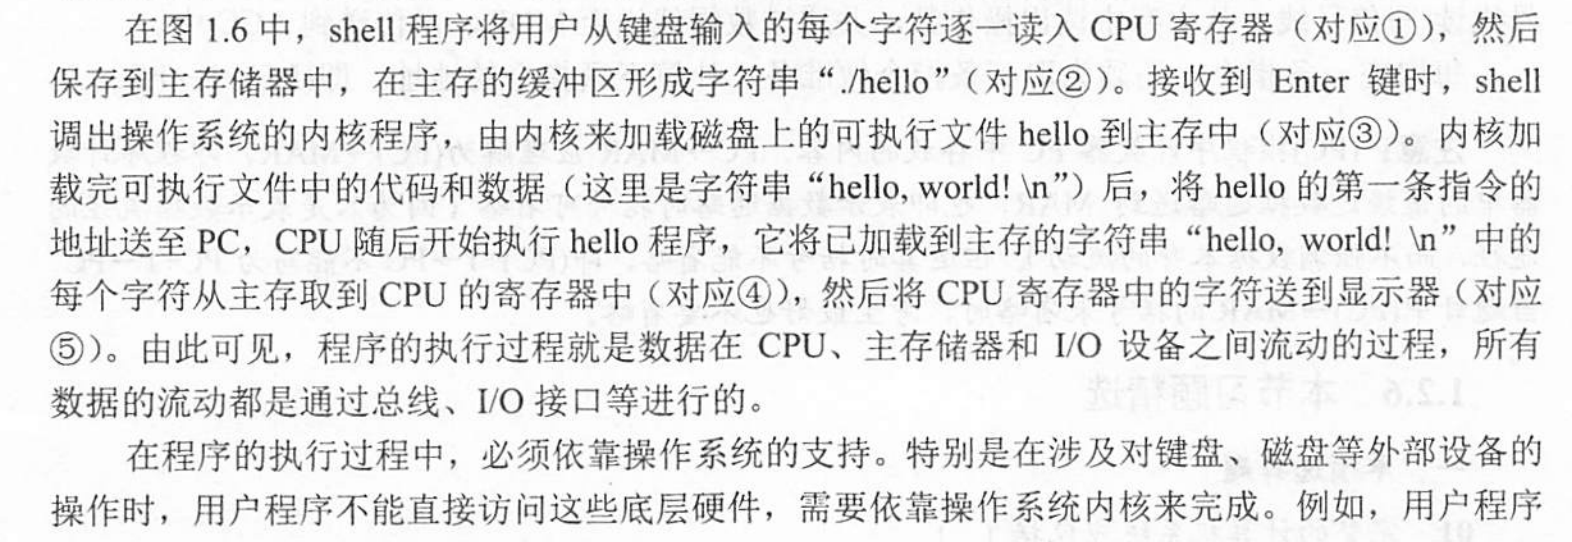 在图 1.6 中，shell 程序将用户从键盘输入的每个字符逐一读入 CPU 寄存器（对应①），然后
保存到主存储器中，在主存的缓冲区形成字符串“./hello”（对应②）。接收到 Enter 键时，shell
调出操作系统的内核程序，由内核来加载磁盘上的可执行文件 hello 到主存中（对应③）。内核加
载完可执行文件中的代码和数据（这里是字符串“hello, world! \n”）后，将 hello 的第一条指令的
地址送至 PC，CPU 随后开始执行 hello 程序，它将已加载到主存的字符串“hello, world! \n”中的
每个字符从主存取到 CPU 的寄存器中（对应④），然后将 CPU 寄存器中的字符送到显示器（对应
⑤）。由此可见，程序的执行过程就是数据在 CPU、主存储器和 I/O 设备之间流动的过程，所有
数据的流动都是通过总线、I/O 接口等进行的。
在程序的执行过程中，必须依靠操作系统的支持。特别是在涉及对键盘、磁盘等外部设备的
操作时，用户程序不能直接访问这些底层硬件，需要依靠操作系统内核来完成。例如，用户程序